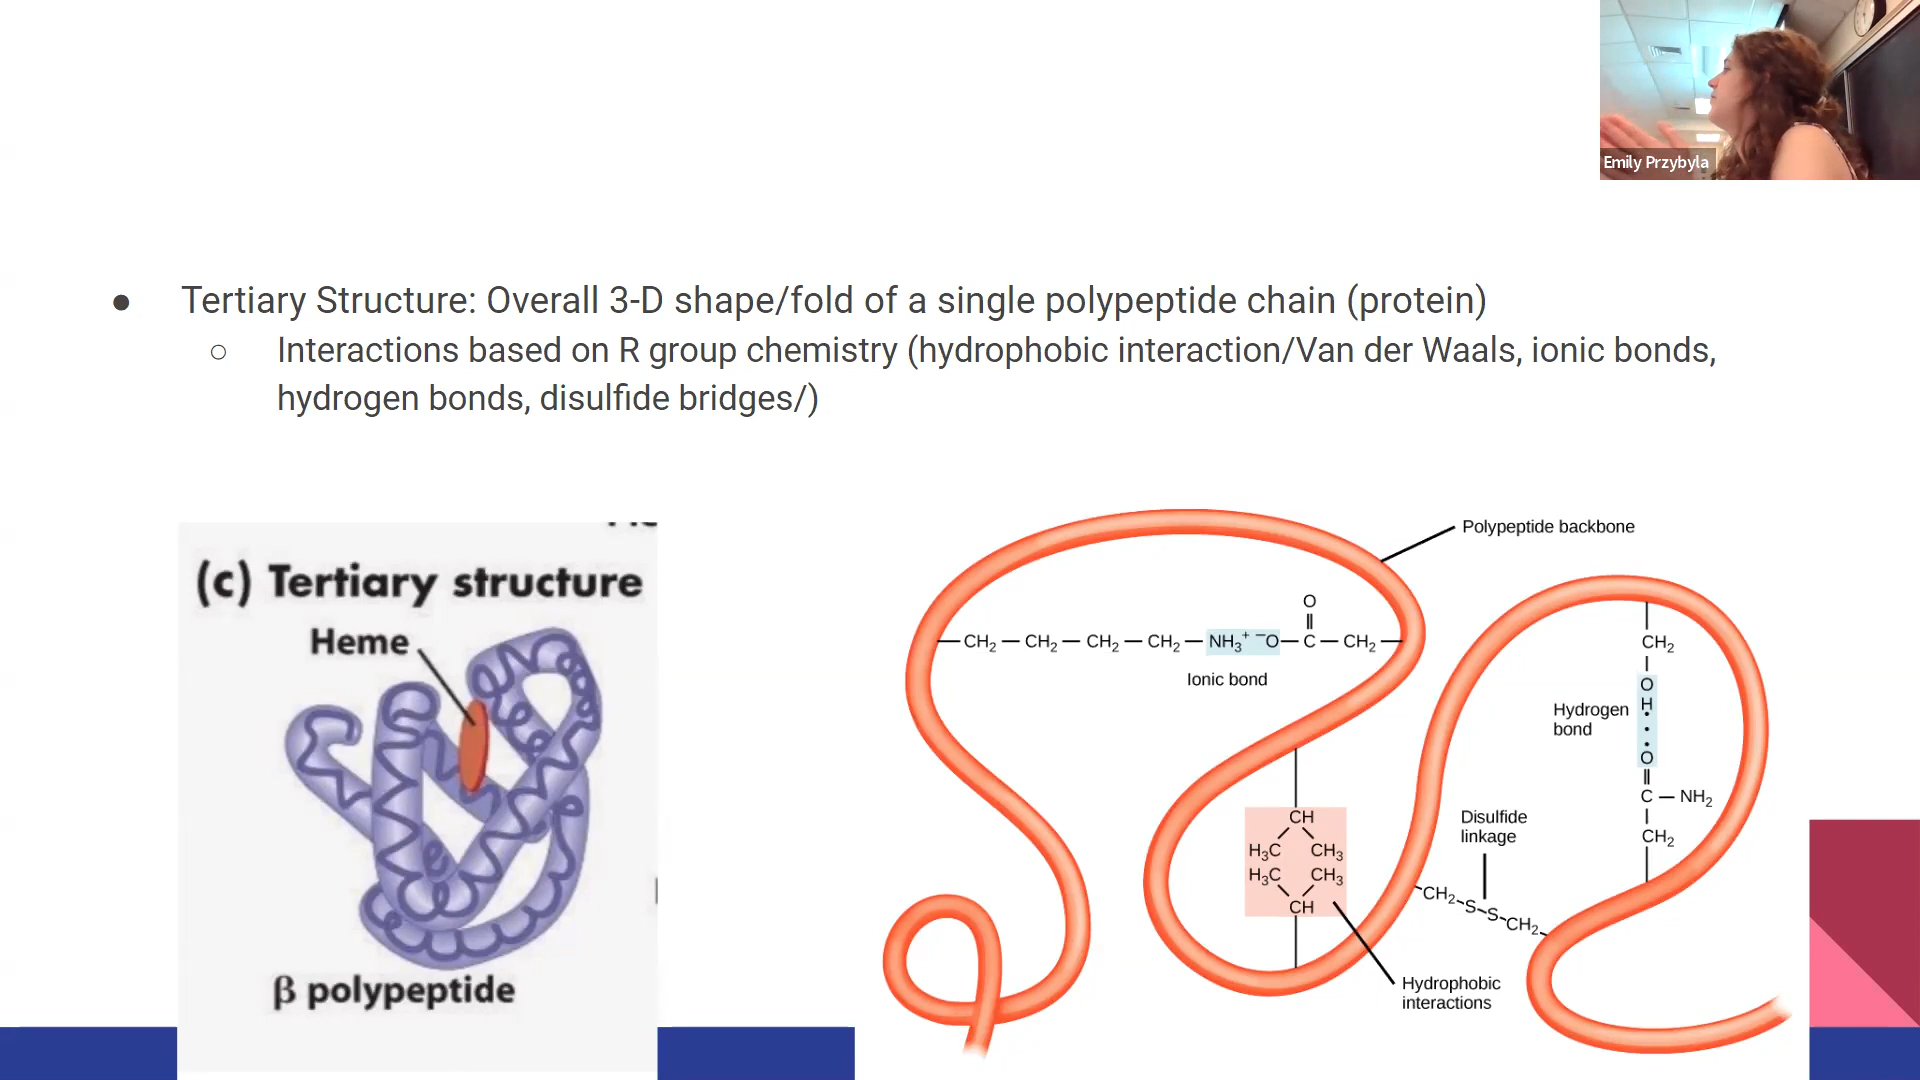 Emily Przybyla
● Tertiary Structure: Overall 3-D shape/fold of a single polypeptide chain (protein)
○ Interactions based on R group chemistry (hydrophobic interaction/Van der Waals, ionic bonds,
hydrogen bonds, disulfide bridges/)
(c) Tertiary structure
Heme
β polypeptide
Polypeptide backbone
O
CH₂ — CH₂ — CH₂ — CH₂ — NH₃⁺ ⁻O — C — CH₂
Ionic bond
CH₂
O
H
Hydrogen
bond
O
C — NH₂
CH₂
Disulfide
linkage
CH₂-S-S-CH₂
CH
H₃C CH₃
H₃C CH₃
CH
Hydrophobic
interactions